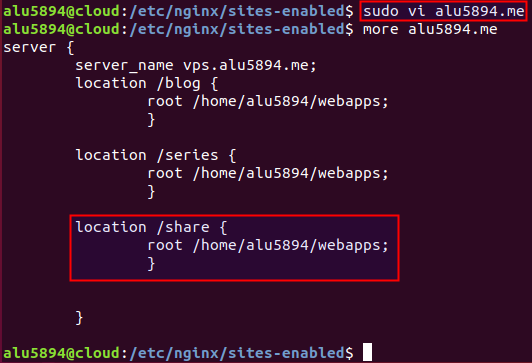 alu5894@cloud:/etc/nginx/sites-enabled$ sudo vi alu5894.me
alu5894@cloud:/etc/nginx/sites-enabled$ more alu5894.me
server {
        server_name vps.alu5894.me;
        location /blog {
                root /home/alu5894/webapps;
                }
        location /series {
                root /home/alu5894/webapps;
                }
        location /share {
                root /home/alu5894/webapps;
                }
        }
alu5894@cloud:/etc/nginx/sites-enabled$